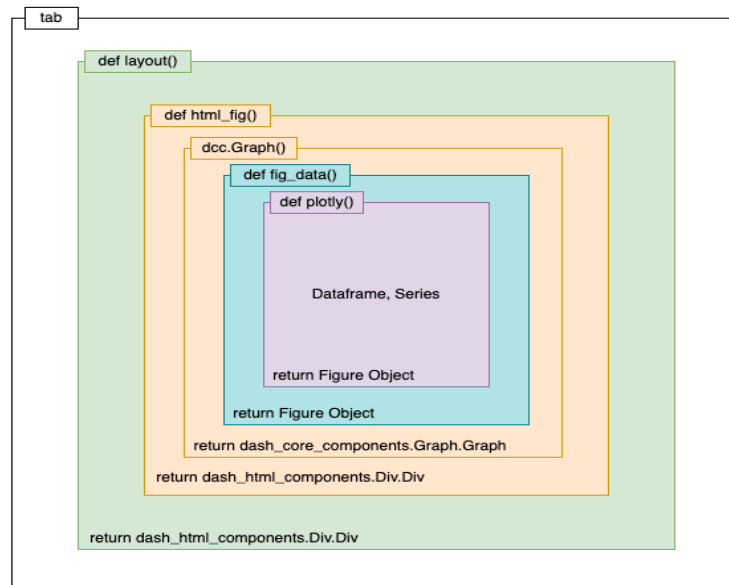 tab
def layout()
def html_fig()
dcc.Graph()
def fig_data()
def plotly()
Dataframe, Series
return Figure Object
return Figure Object
return dash_core_components.Graph.Graph
return dash_html_components.Div.Div
return dash_html_components.Div.Div